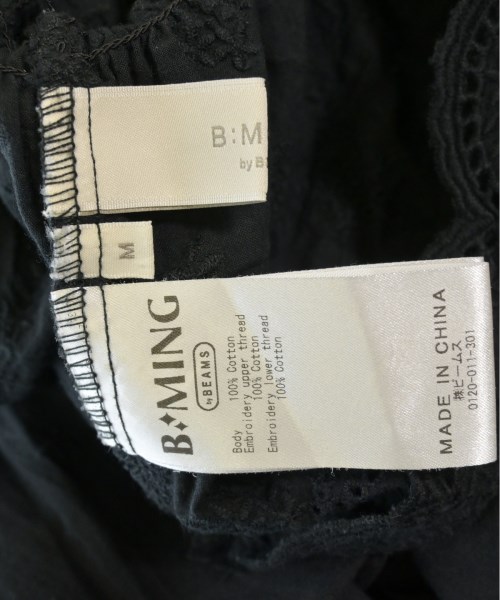 B:M
by B
M
B:MING
by BEAMS
Body
100% Cotton
Embroidery upper thread
100% Cotton
Embroidery lower thread
100% Cotton
MADE IN CHINA
㈱ビームス
0120-011-301